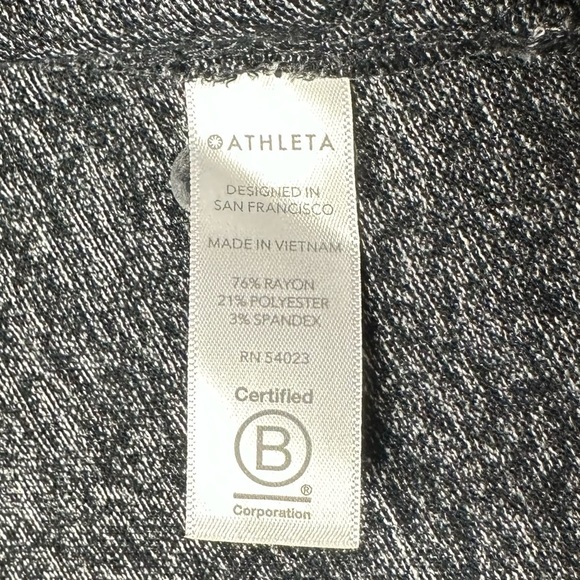 ATHLETA
DESIGNED IN
SAN FRANCISCO
MADE IN VIETNAM
76% RAYON
21% POLYESTER
3% SPANDEX
RN 54023
Certified
B
®
Corporation